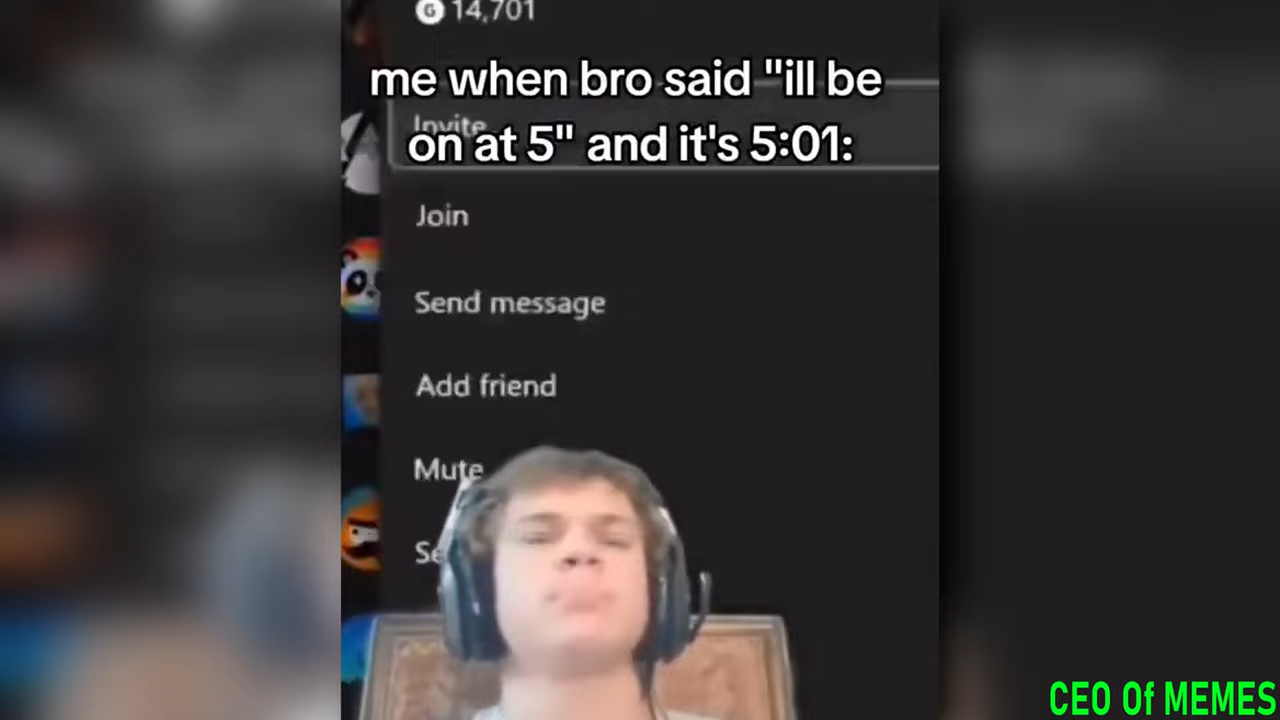 G 14,701
me when bro said "ill be
Invite
on at 5" and it's 5:01:
Join
Send message
Add friend
Mute
Se
CEO Of MEMES